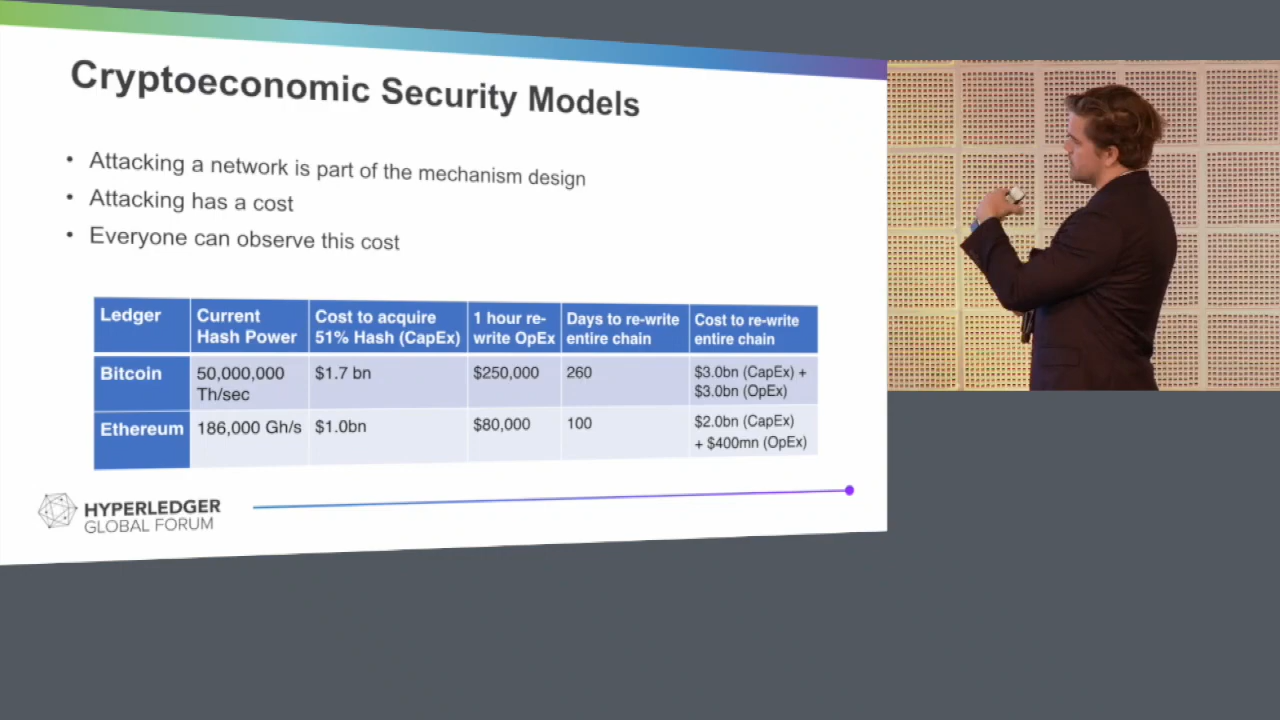 Cryptoeconomic Security Models
• Attacking a network is part of the mechanism design
• Attacking has a cost
• Everyone can observe this cost
Ledger
Current
Hash Power
Cost to acquire
51% Hash (CapEx)
1 hour re-
write OpEx
Days to re-write
entire chain
Cost to re-write
entire chain
Bitcoin
50,000,000
Th/sec
$1.7 bn
$250,000
260
$3.0bn (CapEx) +
$3.0bn (OpEx)
Ethereum
186,000 Gh/s
$1.0bn
$80,000
100
$2.0bn (CapEx)
+ $400mn (OpEx)
HYPERLEDGER
GLOBAL FORUM